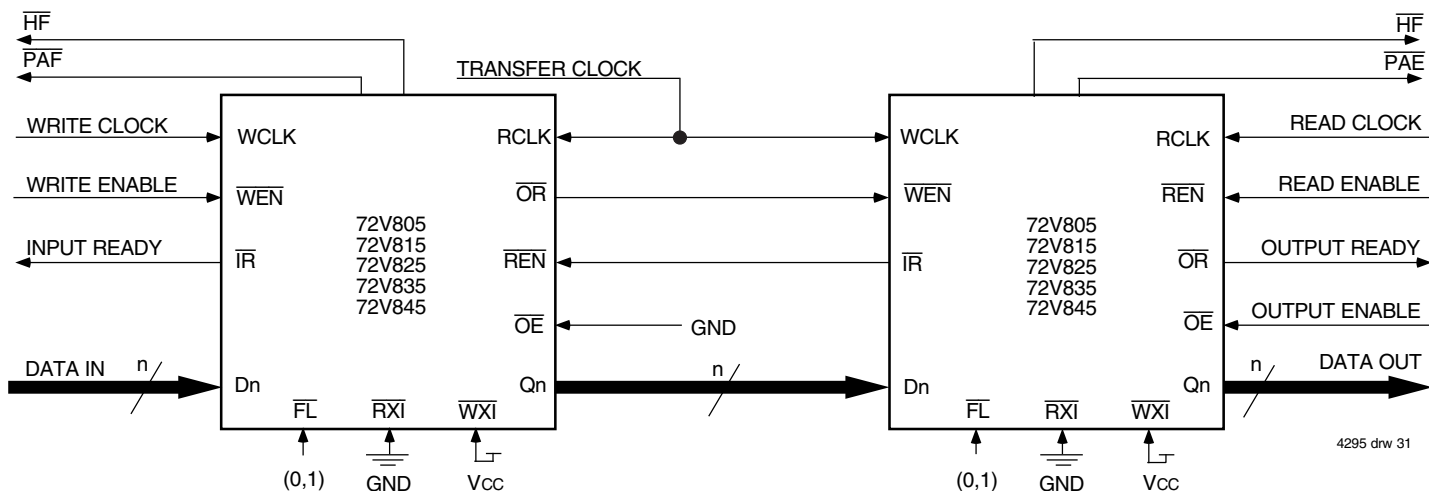 HF
HF
PAF
TRANSFER CLOCK
PAE
WRITE CLOCK
WCLK
RCLK
WCLK
RCLK
READ CLOCK
WRITE ENABLE
WEN
OR
WEN
REN
READ ENABLE
72V805
72V815
72V825
72V835
72V845
72V805
72V815
72V825
72V835
72V845
INPUT READY
IR
REN
IR
OR
OUTPUT READY
OE
GND
OE
OUTPUT ENABLE
DATA IN
n
Dn
Qn
n
Dn
Qn
n
DATA OUT
FL
RXI
WXI
FL
RXI
WXI
(0,1)
GND
VCC
(0,1)
GND
VCC
4295 drw 31